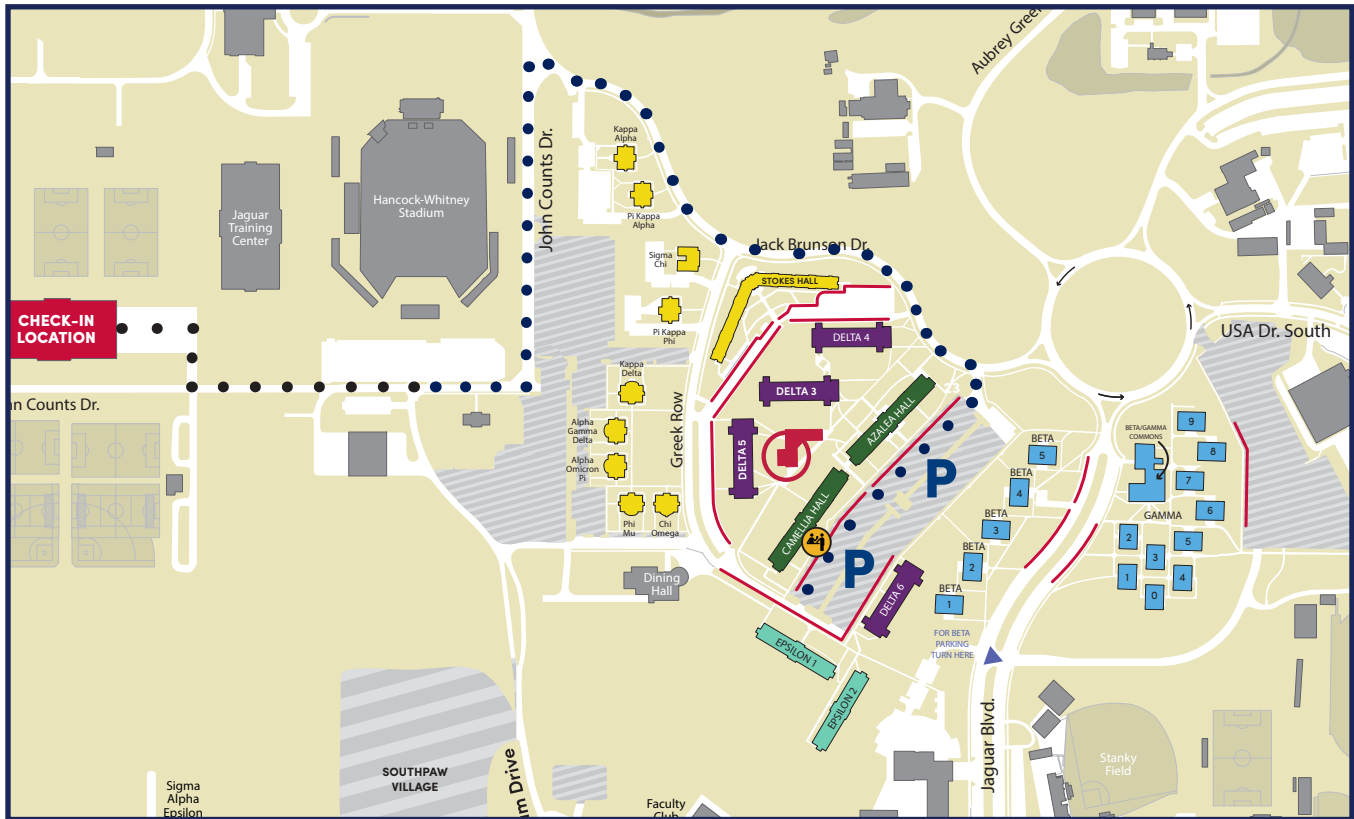 Aubrey Green
John Counts Dr.
Kappa
Alpha
Hancock-Whitney
Stadium
Jaguar
Training
Center
Pi Kappa
Alpha
Jack Brunson Dr.
Sigma
Chi
STOKES HALL
CHECK-IN
LOCATION
Pi Kappa
Phi
DELTA 4
USA Dr. South
Kappa
Delta
DELTA 3
23
n Counts Dr.
Greek Row
Alpha
Gamma
Delta
AZALEA HALL
BETA/GAMMA
COMMONS
9
BETA
5
8
Alpha
Omicron
Pi
DELTA 5
P
BETA
4
7
Phi
Mu
Chi
Omega
CAMELLIA HALL
BETA
3
GAMMA
6
2
5
P
BETA
2
3
Dining
Hall
1
4
DELTA 6
BETA
1
0
FOR BETA
PARKING
TURN HERE
EPSILON 1
EPSILON 2
Jaguar Blvd.
Stanky
Field
SOUTHPAW
VILLAGE
um Drive
Sigma
Alpha
Epsilon
Faculty
Club